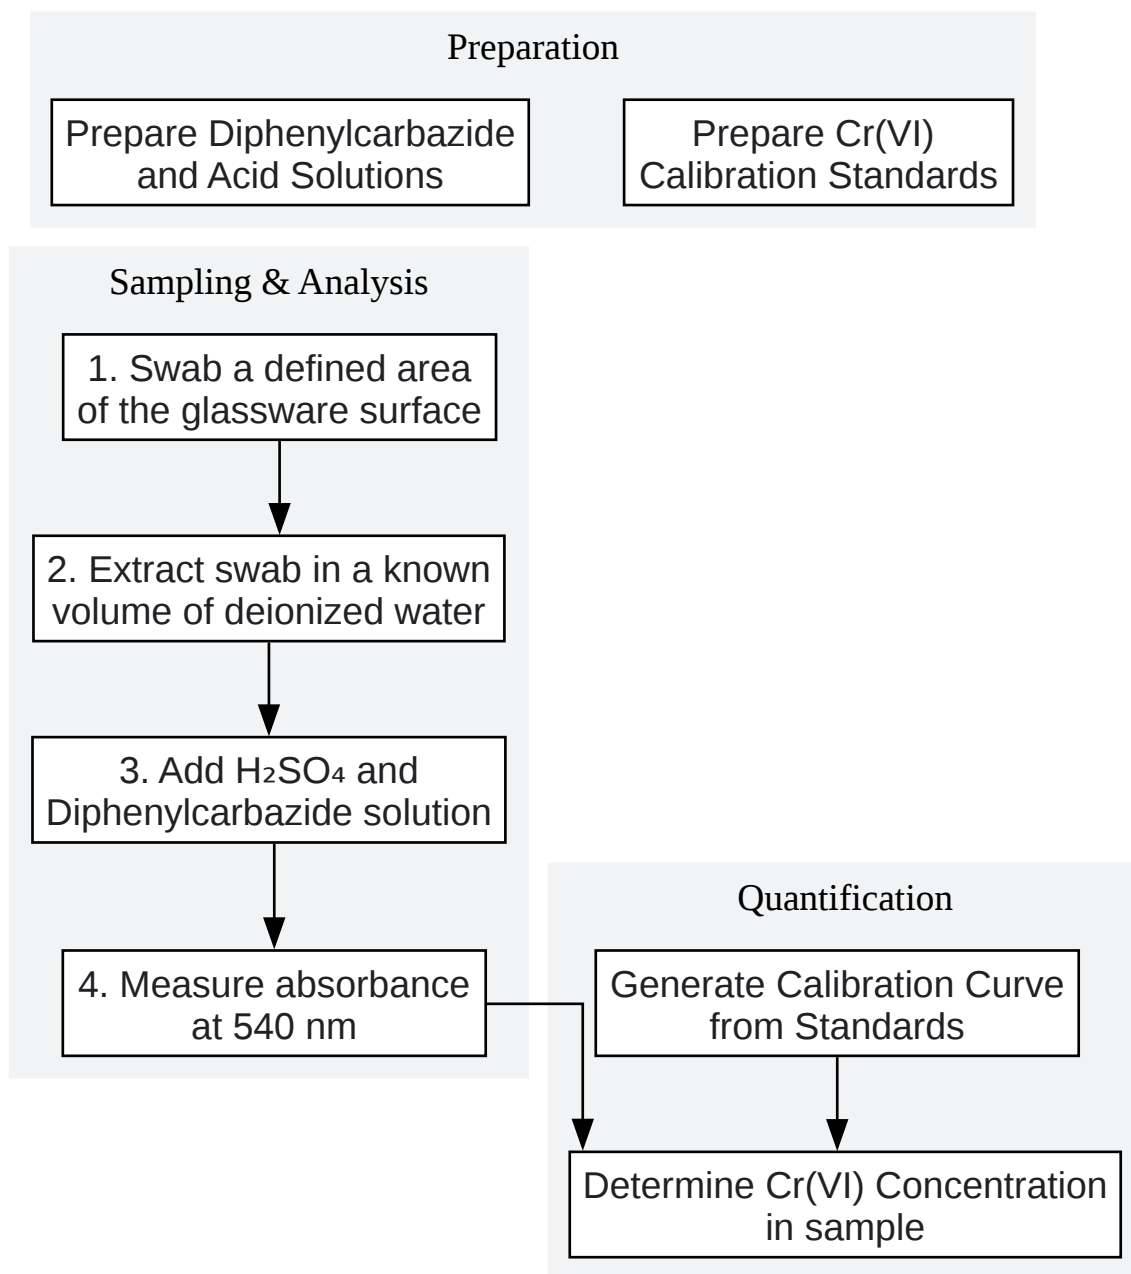 Preparation
Prepare Diphenylcarbazide
and Acid Solutions
Prepare Cr(VI)
Calibration Standards
Sampling & Analysis
1. Swab a defined area
of the glassware surface
2. Extract swab in a known
volume of deionized water
3. Add H₂SO₄ and
Diphenylcarbazide solution
4. Measure absorbance
at 540 nm
Quantification
Generate Calibration Curve
from Standards
Determine Cr(VI) Concentration
in sample